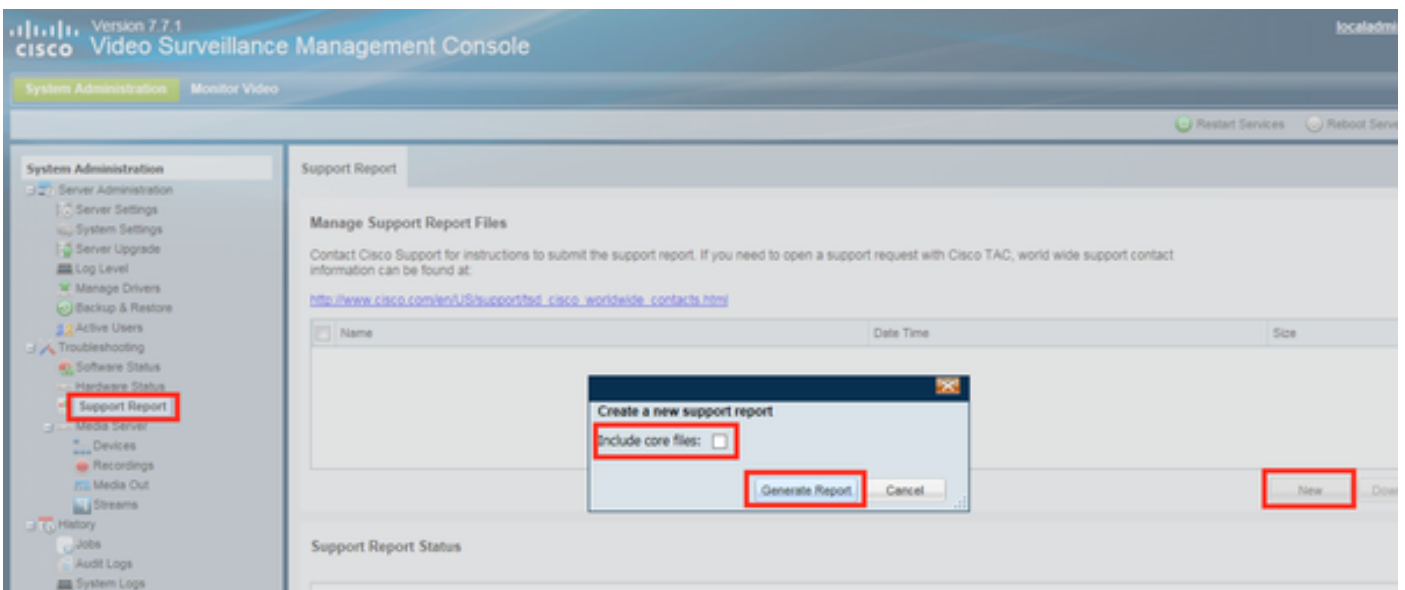 Version 7.7.1
CISCO Video Surveillance Management Console
localadmi
System Administration Monitor Video
Restart Services Reboot Serve
System Administration
Server Administration
Server Settings
System Settings
Server Upgrade
Log Level
Manage Drivers
Backup & Restore
Active Users
Troubleshooting
Software Status
Hardware Status
Support Report
Media Server
Devices
Recordings
Media Out
Streams
History
Jobs
Audit Logs
System Logs
Support Report
Manage Support Report Files
Contact Cisco Support for instructions to submit the support report. If you need to open a support request with Cisco TAC, world wide support contact
information can be found at:
http://www.cisco.com/en/US/support/tsd_cisco_worldwide_contacts.html
Name Date Time Size
Create a new support report
Include core files:
Generate Report Cancel
New Down
Support Report Status